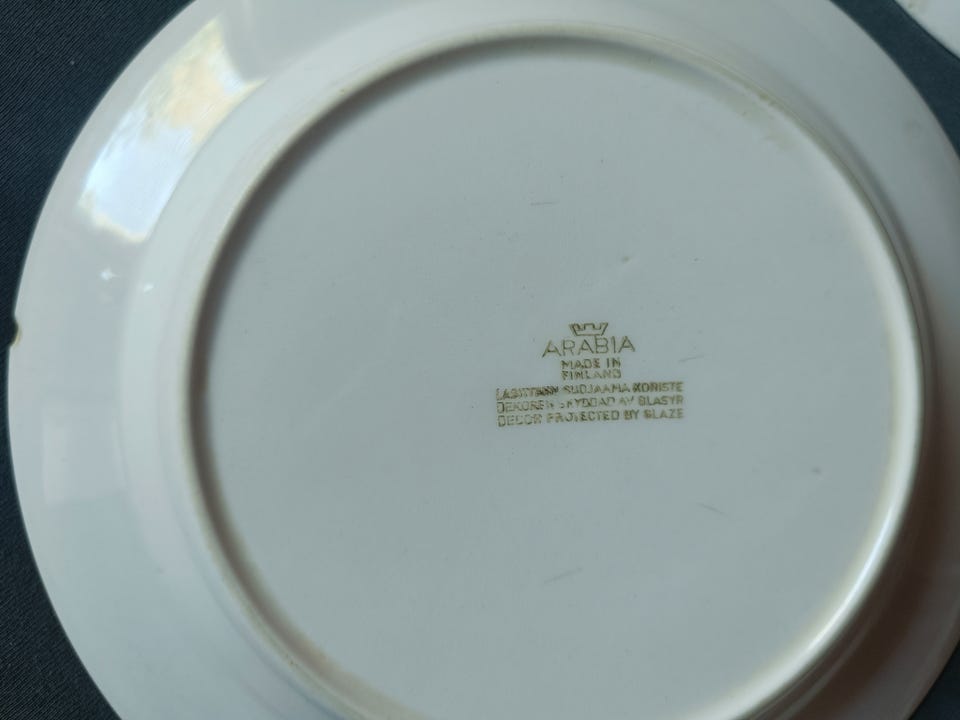 ARABIA
MADE IN
FINLAND
LASITTEEN SUOJAAMA KORISTE
DEKOREN SKYDDAD AV GLASYR
DECOR PROTECTED BY GLAZE